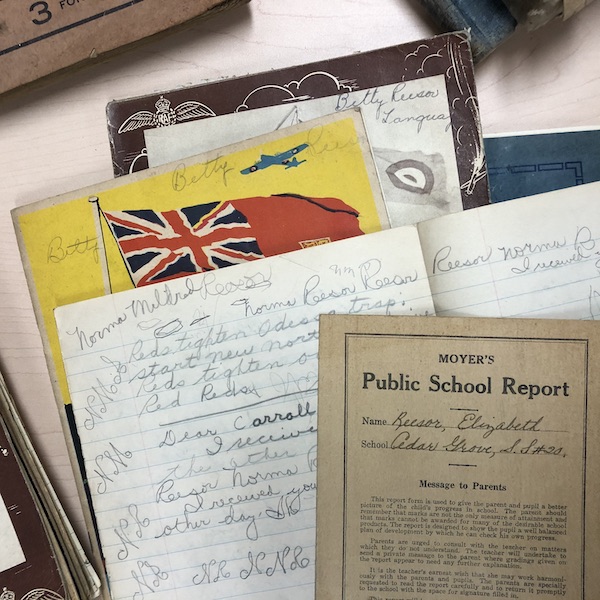 3 FOR
Betty Reesor
Languag
Betty Reesor
Betty
Norma Mildred Reesor
Norma Reesor Reesor
Reds tighten Odessa trap:
start new north
Reds tighten
Red Reds
Dear Carroll
I receive
the other
Reesor Norma R
I received you
other day.
Reesor Norma R
I received
MOYER'S
Public School Report
Name Reesor, Elizabeth
School Cedar Grove, S.S#20.
Message to Parents
This report form is used to give the parent and pupil a better
picture of the child's progress in school. The parent should
remember that marks are not the only measure of attainment and
that marks cannot be awarded for many of the desirable school
products. The report is designed to show the pupil a well balanced
plan of development by which he can check his own progress.
Parents are urged to consult with the teacher on matters
which they do not understand. The teacher will undertake to
send a private message to the parent where gradings given on
the report appear to need any further explanation.
It is the teacher's earnest wish that she may work harmoni-
ously with the parents and pupils. The parents are specially
requested to read the report carefully and to return it promptly
to the school with the space for signature filled in.